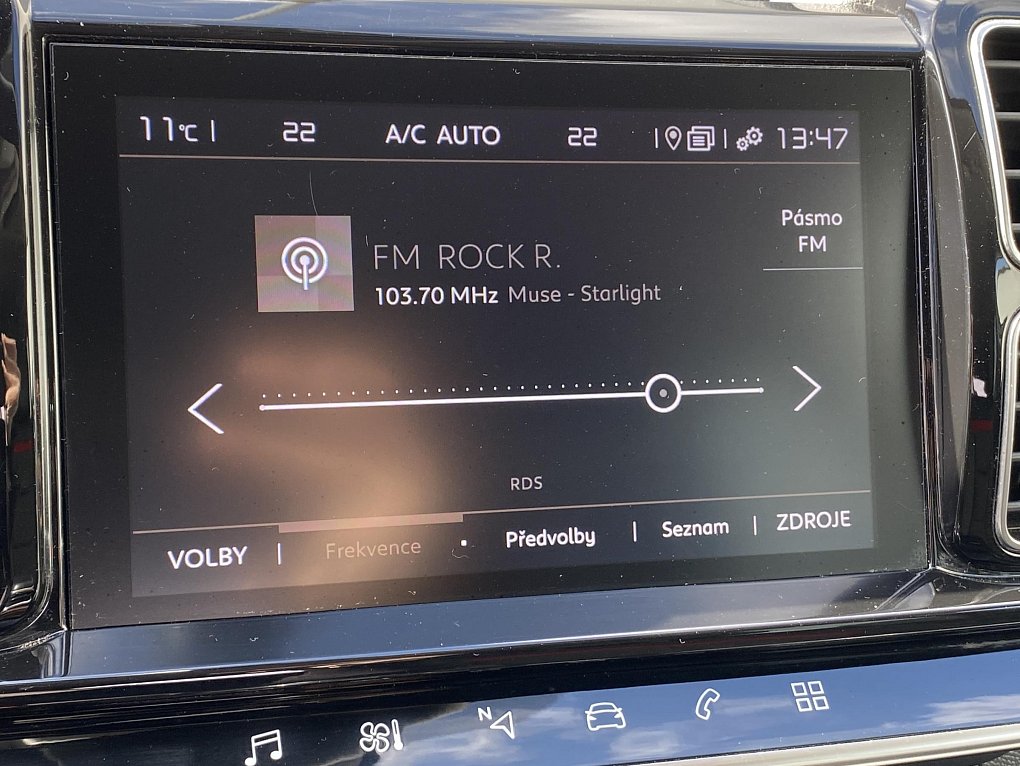 11°C | 22 A/C AUTO 22 | | 13:47
Pásmo
FM
FM ROCK R.
103.70 MHz Muse - Starlight
RDS
VOLBY | Frekvence Předvolby | Seznam | ZDROJE
N